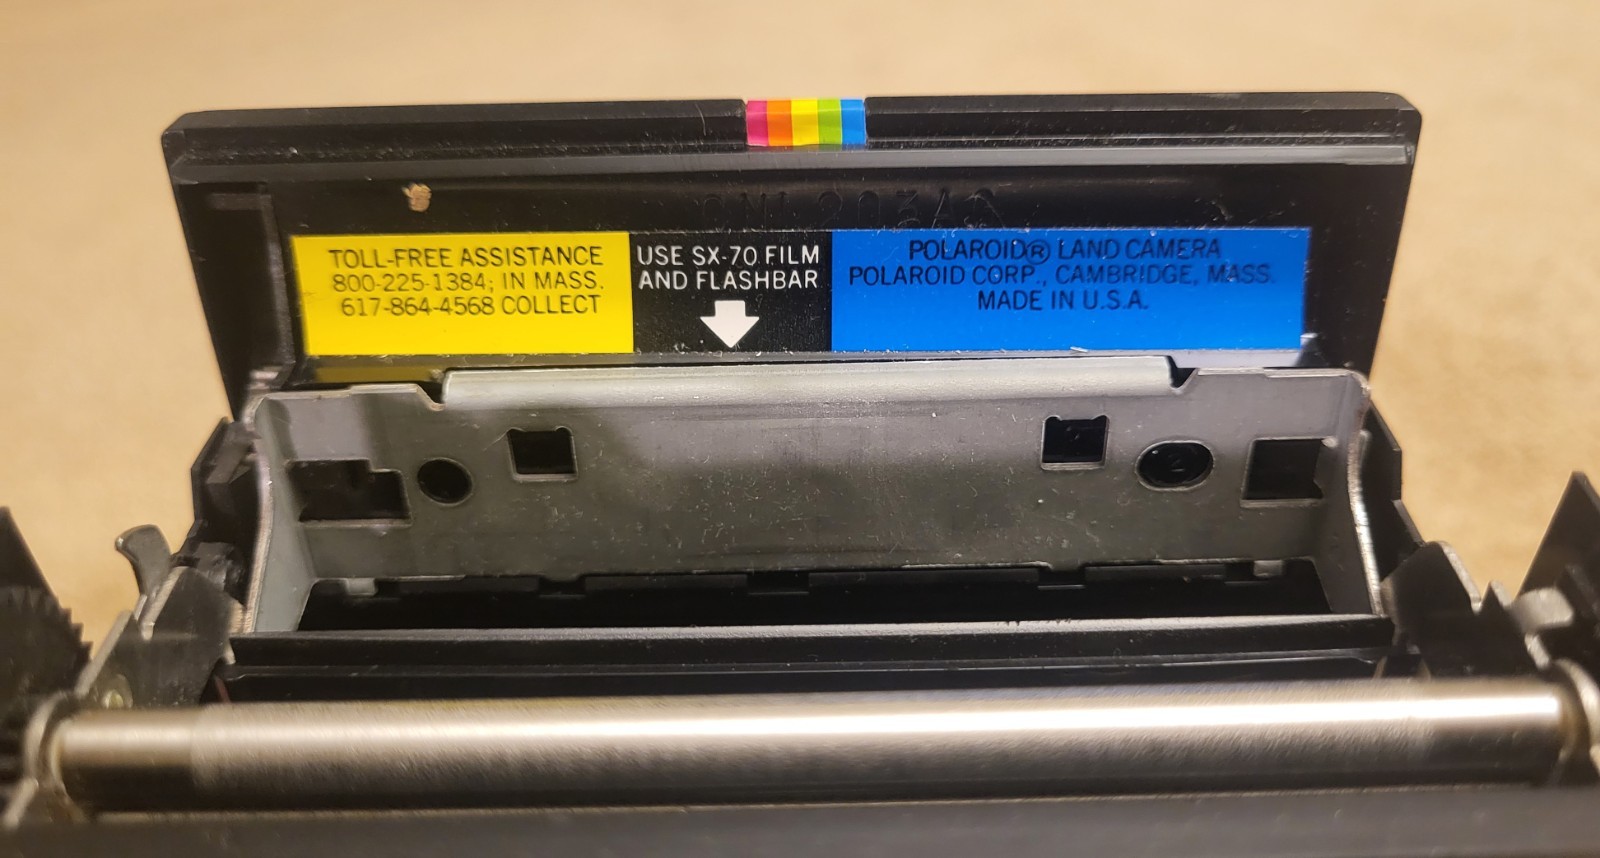 TOLL-FREE ASSISTANCE
800-225-1384; IN MASS.
617-864-4568 COLLECT
USE SX-70 FILM
AND FLASHBAR
POLAROID® LAND CAMERA
POLAROID CORP., CAMBRIDGE, MASS.
MADE IN U.S.A.